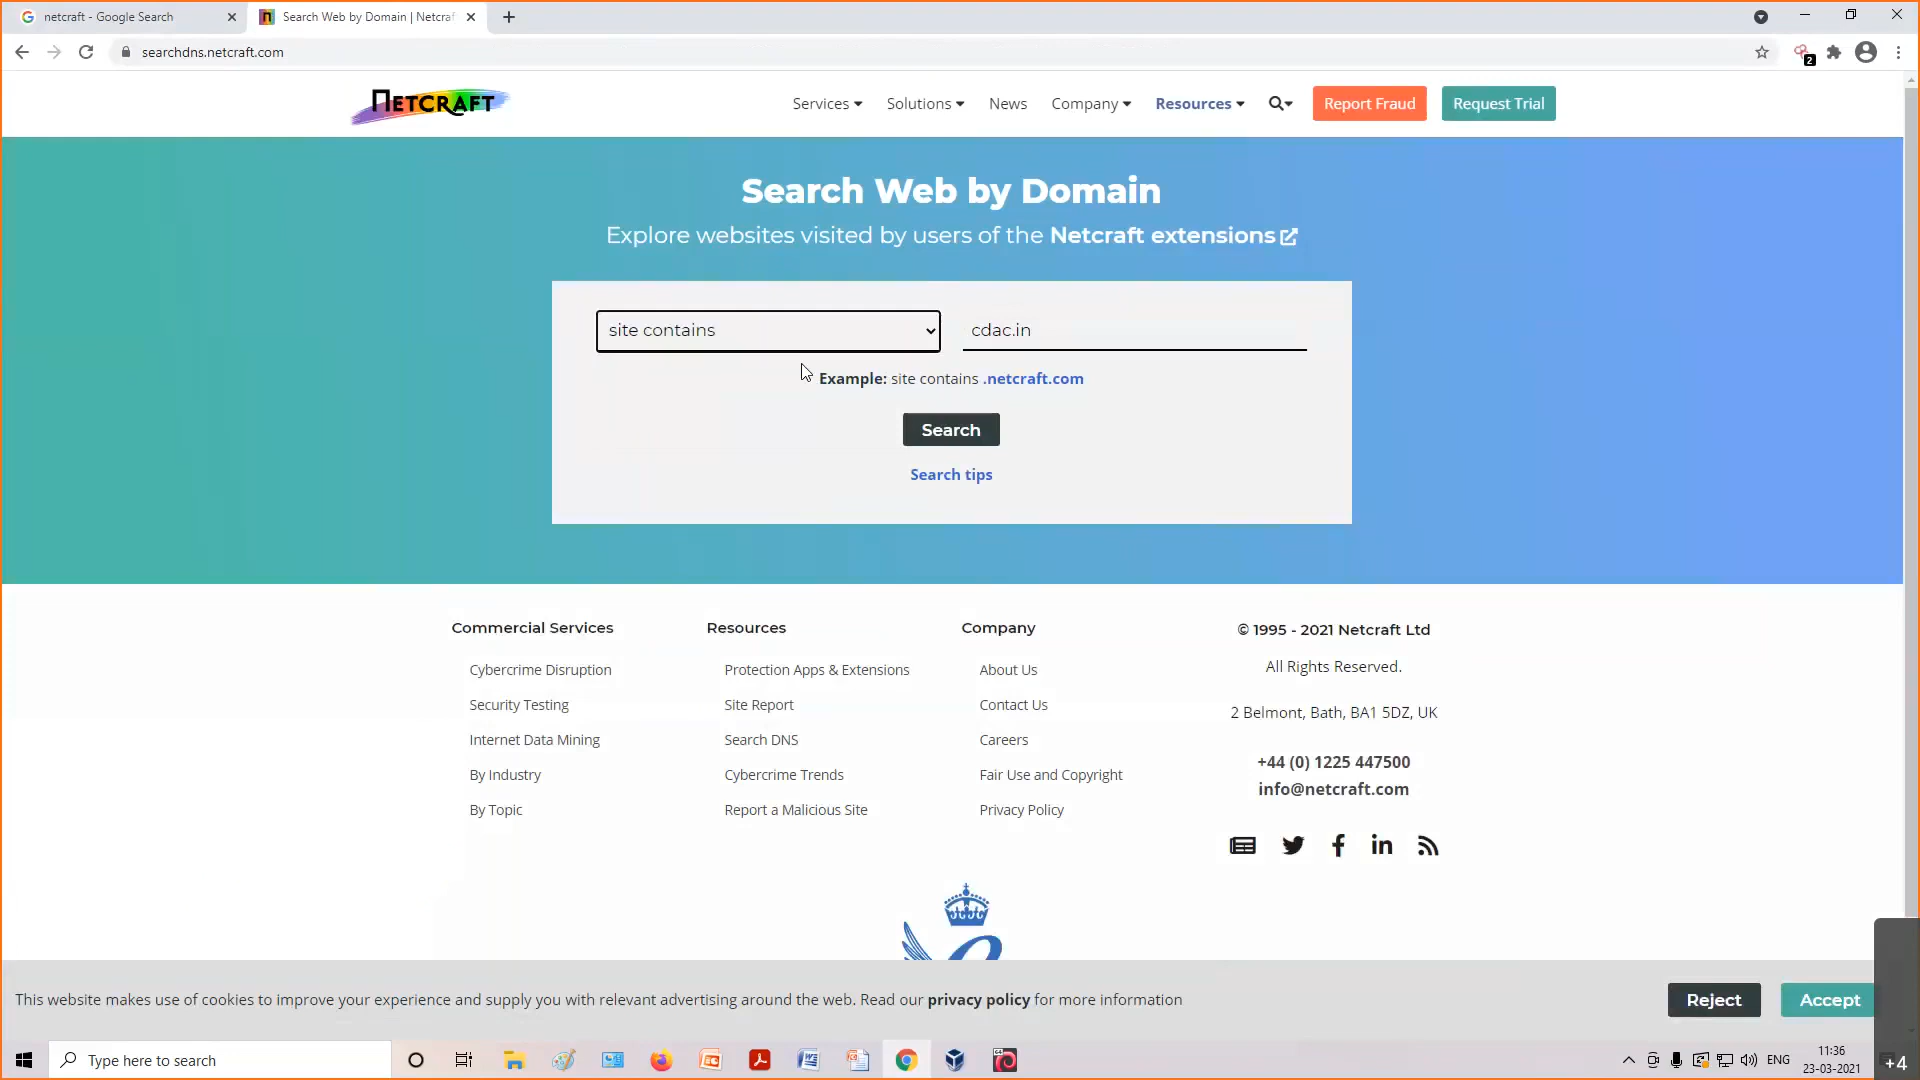 netcraft - Google Search
Search Web by Domain | Netcraf
searchdns.netcraft.com
2
NETCRAFT
Services
Solutions
News
Company
Resources
Report Fraud
Request Trial
Search Web by Domain
Explore websites visited by users of the Netcraft extensions
site contains
cdac.in
Example: site contains .netcraft.com
Search
Search tips
Commercial Services
Cybercrime Disruption
Security Testing
Internet Data Mining
By Industry
By Topic
Resources
Protection Apps & Extensions
Site Report
Search DNS
Cybercrime Trends
Report a Malicious Site
Company
About Us
Contact Us
Careers
Fair Use and Copyright
Privacy Policy
© 1995 - 2021 Netcraft Ltd
All Rights Reserved.
2 Belmont, Bath, BA1 5DZ, UK
+44 (0) 1225 447500
info@netcraft.com
This website makes use of cookies to improve your experience and supply you with relevant advertising around the web. Read our privacy policy for more information
Reject
Accept
Type here to search
ENG
11:36
23-03-2021
+4